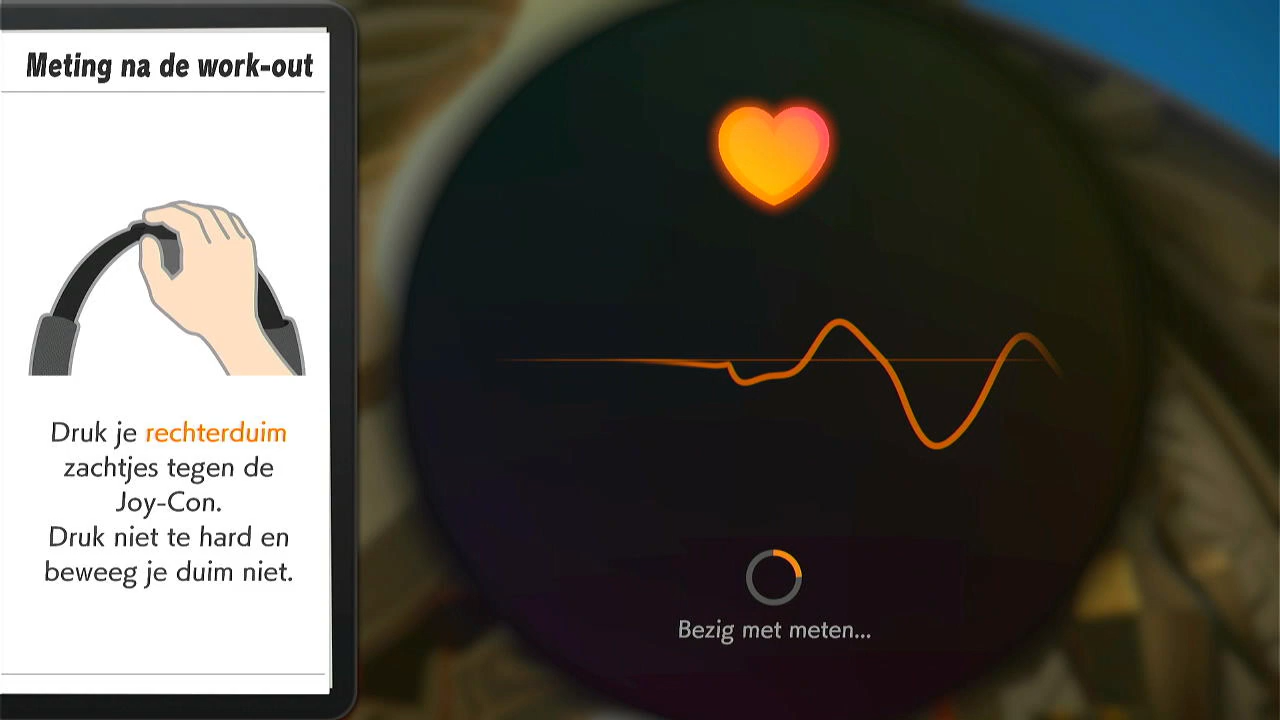 Meting na de work-out
Druk je rechterduim
zachtjes tegen de
Joy-Con.
Druk niet te hard en
beweeg je duim niet.
Bezig met meten...